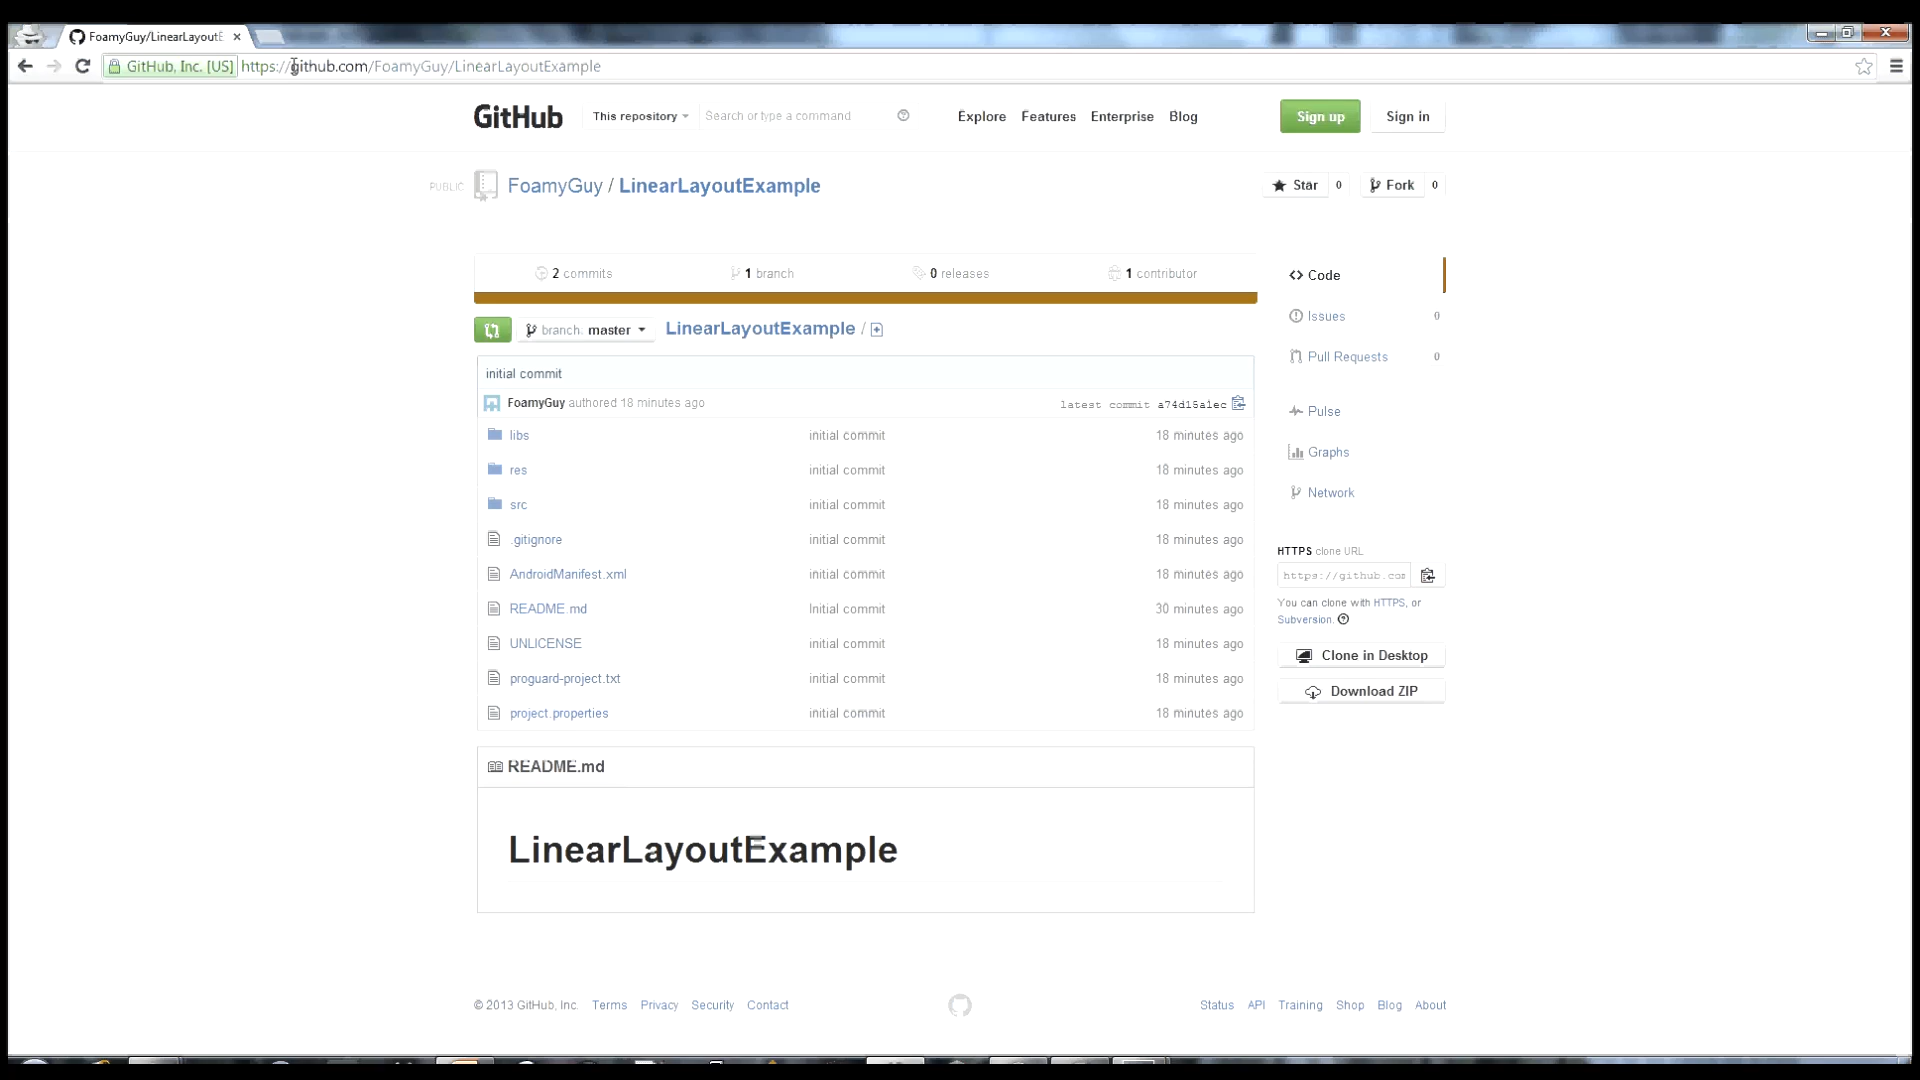 FoamyGuy/LinearLayoutE
GitHub, Inc. [US] https://github.com/FoamyGuy/LinearLayoutExample
GitHub This repository Search or type a command Explore Features Enterprise Blog Sign up Sign in
PUBLIC FoamyGuy / LinearLayoutExample Star 0 Fork 0
2 commits 1 branch 0 releases 1 contributor
branch: master LinearLayoutExample /
initial commit
FoamyGuy authored 18 minutes ago latest commit a74d15a1ec
libs initial commit 18 minutes ago
res initial commit 18 minutes ago
src initial commit 18 minutes ago
.gitignore initial commit 18 minutes ago
AndroidManifest.xml initial commit 18 minutes ago
README.md Initial commit 30 minutes ago
UNLICENSE initial commit 18 minutes ago
proguard-project.txt initial commit 18 minutes ago
project.properties initial commit 18 minutes ago
Code
Issues 0
Pull Requests 0
Pulse
Graphs
Network
HTTPS clone URL
https://github.com
You can clone with HTTPS, or
Subversion.
Clone in Desktop
Download ZIP
README.md
LinearLayoutExample
© 2013 GitHub, Inc. Terms Privacy Security Contact Status API Training Shop Blog About